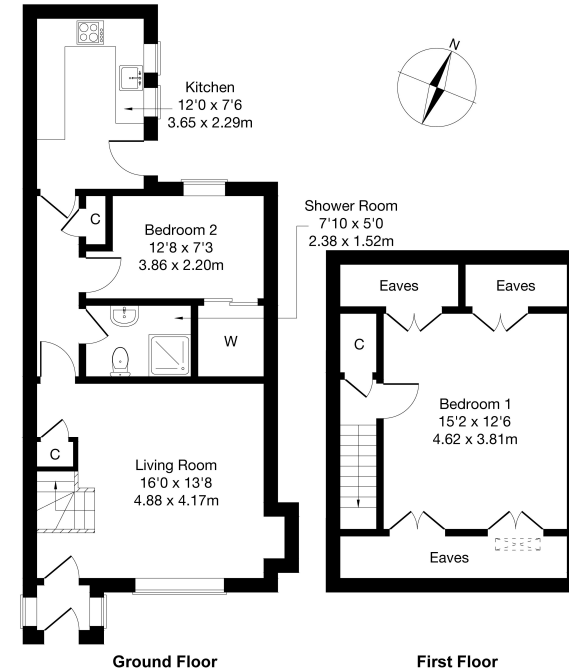 N
Kitchen
12'0 x 7'6
3.65 x 2.29m
C
Bedroom 2
12'8 x 7'3
3.86 x 2.20m
Shower Room
7'10 x 5'0
2.38 x 1.52m
W
C
Living Room
16'0 x 13'8
4.88 x 4.17m
Eaves
Eaves
C
Bedroom 1
15'2 x 12'6
4.62 x 3.81m
Eaves
Ground Floor
First Floor